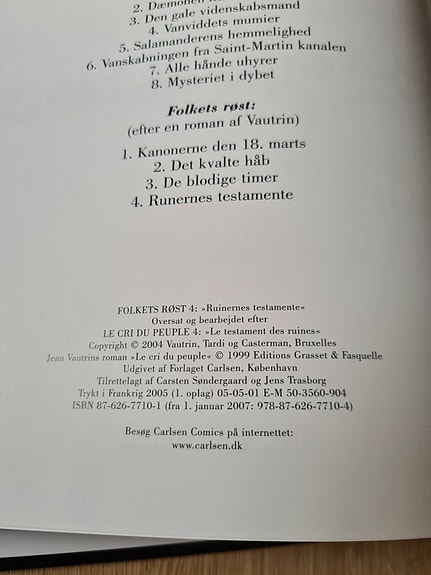 2. Dæmonen
3. Den gale videnskabsmand
4. Vanviddets mumier
5. Salamanderens hemmelighed
6. Vanskabningen fra Saint-Martin kanalen
7. Alle hånde uhyrer
8. Mysteriet i dybet
Folkets røst:
(efter en roman af Vautrin)
1. Kanonerne den 18. marts
2. Det kvalte håb
3. De blodige timer
4. Runernes testamente
FOLKETS RØST 4: »Ruinernes testamente«
Oversat og bearbejdet efter
LE CRI DU PEUPLE 4: »Le testament des ruines«
Copyright © 2004 Vautrin, Tardi og Casterman, Bruxelles
Jean Vautrins roman »Le cri du peuple« © 1999 Editions Grasset & Fasquelle
Udgivet af Forlaget Carlsen, København
Tilrettelagt af Carsten Søndergaard og Jens Trasborg
Trykt i Frankrig 2005 (1. oplag) 05-05-01 E-M 50-3560-904
ISBN 87-626-7710-1 (fra 1. januar 2007: 978-87-626-7710-4)
Besøg Carlsen Comics på internettet:
www.carlsen.dk